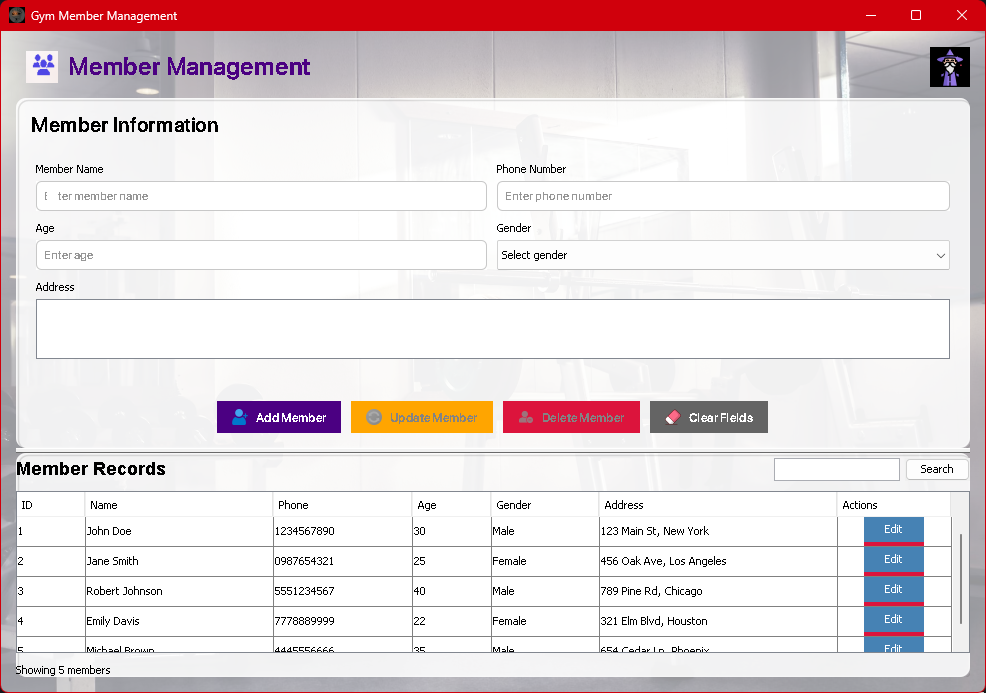 Gym Member Management
Member Management
Member Information
Member Name Phone Number
ter member name Enter phone number
Age Gender
Enter age Select gender
Address
Add Member Update Member Delete Member Clear Fields
Member Records Search
ID Name Phone Age Gender Address Actions
1 John Doe 1234567890 30 Male 123 Main St, New York Edit
2 Jane Smith 0987654321 25 Female 456 Oak Ave, Los Angeles Edit
3 Robert Johnson 5551234567 40 Male 789 Pine Rd, Chicago Edit
4 Emily Davis 7778889999 22 Female 321 Elm Blvd, Houston Edit
5 Michael Brown 4445556666 35 Male 654 Cedar Ln, Phoenix Edit
Showing 5 members